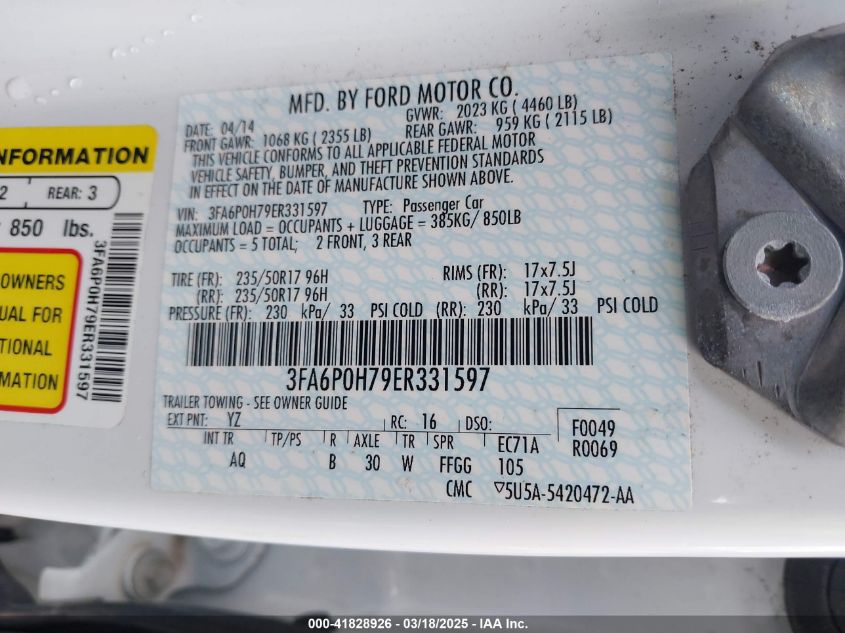 MFD. BY FORD MOTOR CO.
DATE: 04/14 GVWR: 2023 KG ( 4460 LB)
FRONT GAWR: 1068 KG ( 2355 LB) REAR GAWR: 959 KG ( 2115 LB)
THIS VEHICLE CONFORMS TO ALL APPLICABLE FEDERAL MOTOR
VEHICLE SAFETY, BUMPER, AND THEFT PREVENTION STANDARDS
IN EFFECT ON THE DATE OF MANUFACTURE SHOWN ABOVE.
VIN: 3FA6P0H79ER331597 TYPE: Passenger Car
MAXIMUM LOAD = OCCUPANTS + LUGGAGE = 385KG/ 850LB
OCCUPANTS = 5 TOTAL; 2 FRONT, 3 REAR
TIRE (FR): 235/50R17 96H RIMS (FR): 17x7.5J
(RR): 235/50R17 96H (RR): 17x7.5J
PRESSURE (FR): 230 kPa/ 33 PSI COLD (RR): 230 kPa/ 33 PSI COLD
3FA6P0H79ER331597
TRAILER TOWING - SEE OWNER GUIDE
EXT PNT: YZ RC: 16 DSO: F0049
INT TR TP/PS R AXLE TR SPR EC71A R0069
AQ B 30 W FFGG 105
CMC ▽5U5A-5420472-AA
NFORMATION
2 REAR: 3
850 lbs.
OWNERS
UAL FOR
TIONAL
RMATION
3FA6P0H79ER331597
000-41828926 - 03/18/2025 - IAA Inc.